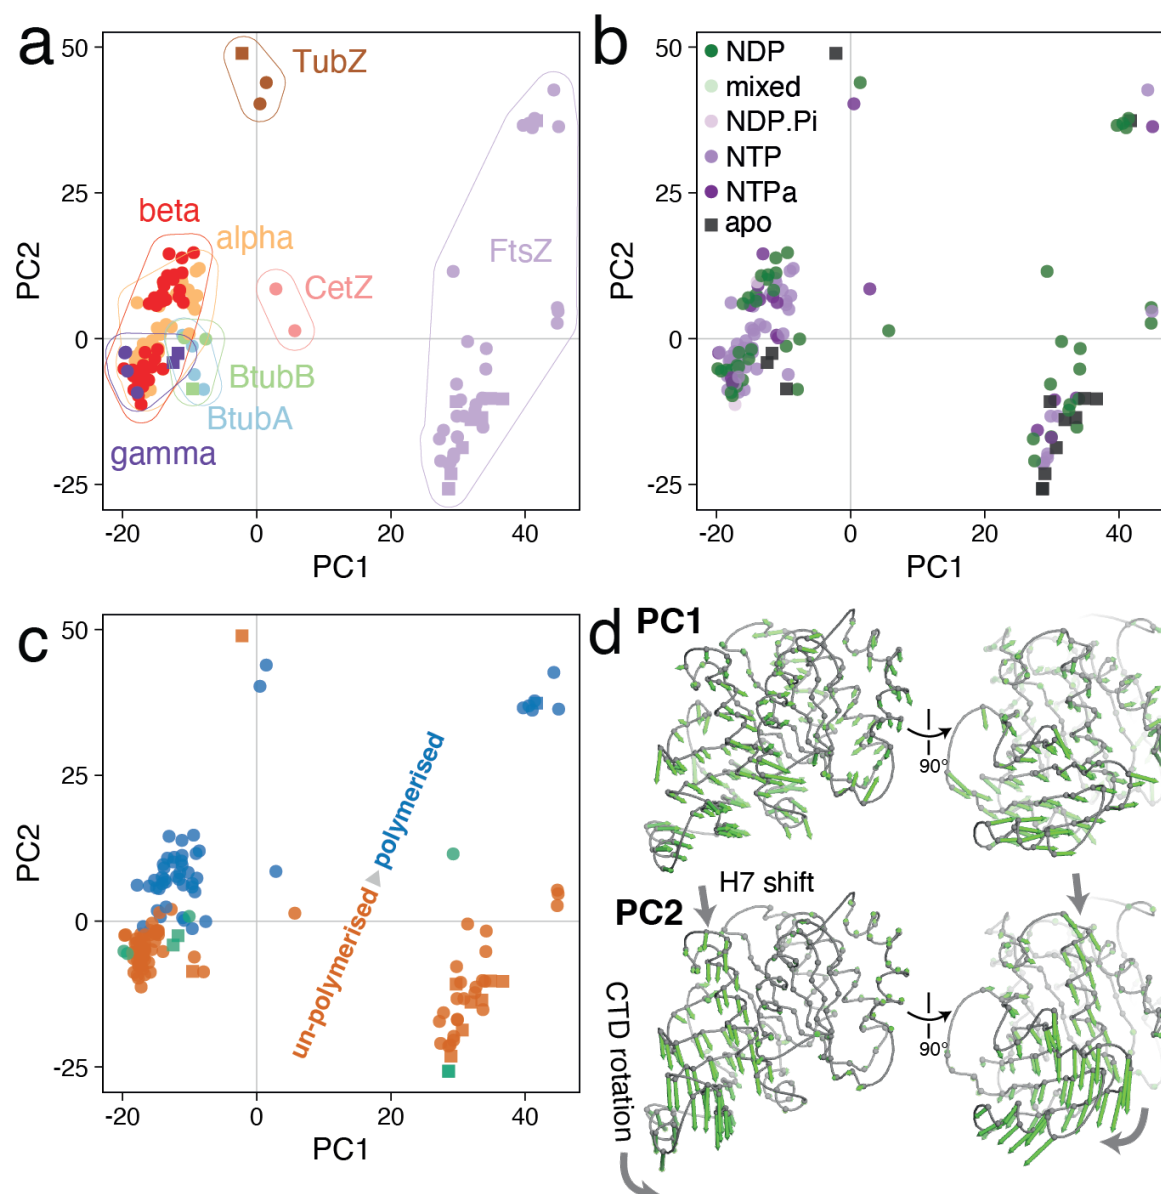 a
50
25
0
-25
PC2
-20
0
20
40
PC1
TubZ
beta
alpha
FtsZ
CetZ
BtubB
BtubA
gamma
b
50
25
0
-25
PC2
-20
0
20
40
PC1
NDP
mixed
NDP.Pi
NTP
NTPa
apo
c
50
25
0
-25
PC2
-20
0
20
40
PC1
un-polymerised
polymerised
d
PC1
90°
H7 shift
PC2
90°
CTD rotation